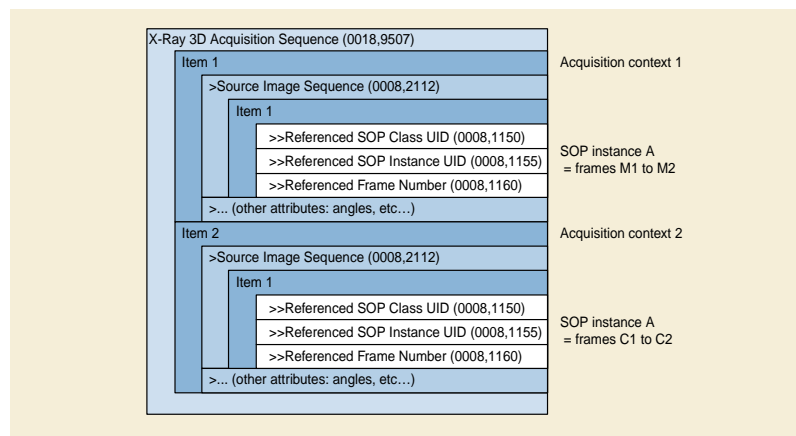 X-Ray 3D Acquisition Sequence (0018,9507)
Item 1
Acquisition context 1
>Source Image Sequence (0008,2112)
Item 1
>>Referenced SOP Class UID (0008,1150)
>>Referenced SOP Instance UID (0008,1155)
>>Referenced Frame Number (0008,1160)
SOP instance A
= frames M1 to M2
>... (other attributes: angles, etc…)
Item 2
Acquisition context 2
>Source Image Sequence (0008,2112)
Item 1
>>Referenced SOP Class UID (0008,1150)
>>Referenced SOP Instance UID (0008,1155)
>>Referenced Frame Number (0008,1160)
SOP instance A
= frames C1 to C2
>... (other attributes: angles, etc…)